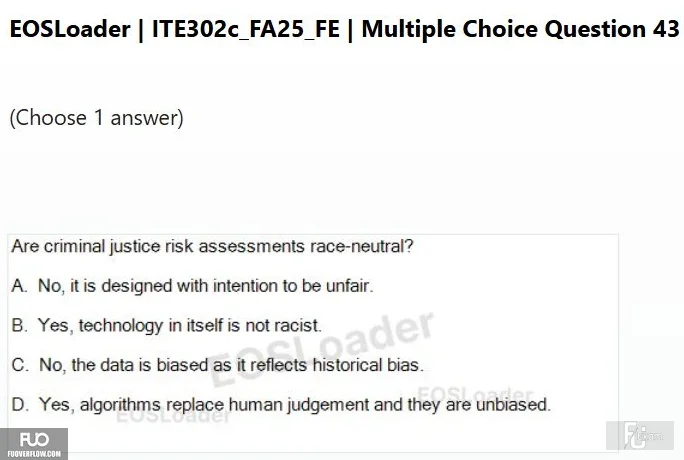 EOSLoader | ITE302c_FA25_FE | Multiple Choice Question 43
(Choose 1 answer)
Are criminal justice risk assessments race-neutral?
A. No, it is designed with intention to be unfair.
B. Yes, technology in itself is not racist.
C. No, the data is biased as it reflects historical bias.
D. Yes, algorithms replace human judgement and they are unbiased.
EOSLoader
EOSLoader
EOSLoader
FUO
FUOVERFLOW.COM